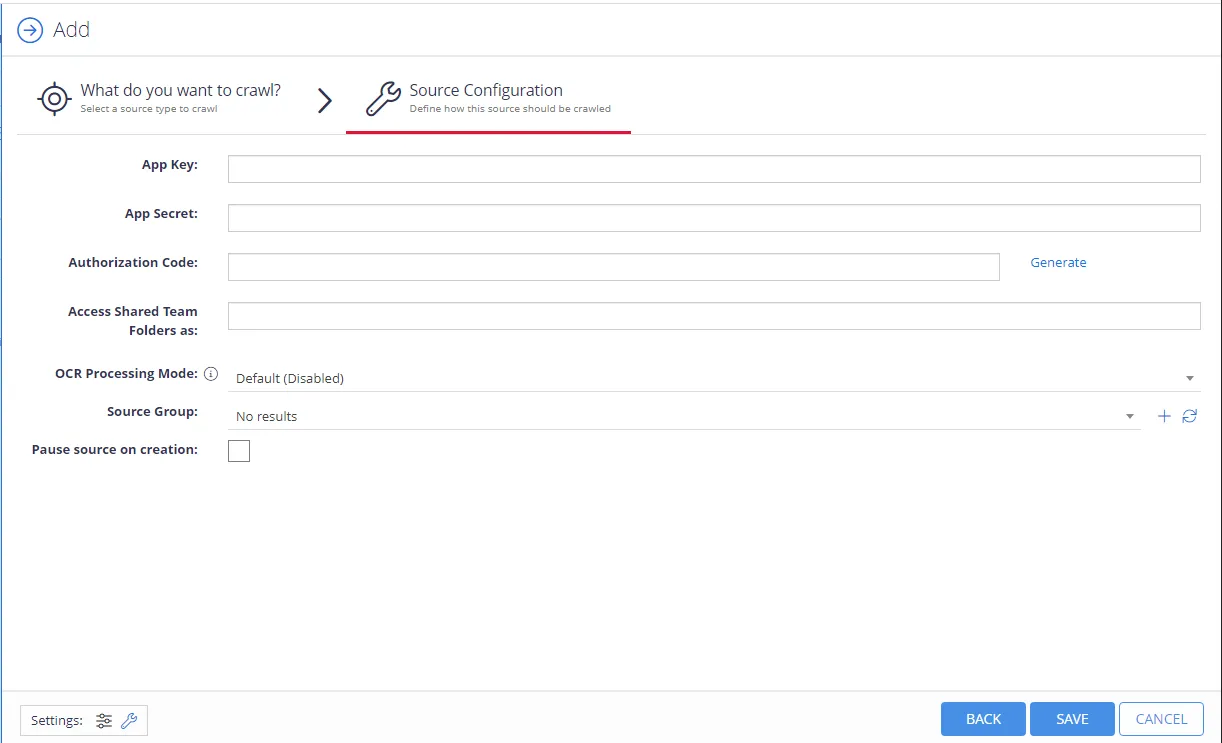 Add
What do you want to crawl?
Select a source type to crawl
Source Configuration
Define how this source should be crawled
App Key:
App Secret:
Authorization Code:
Generate
Access Shared Team
Folders as:
OCR Processing Mode:
Default (Disabled)
Source Group:
No results
Pause source on creation:
Settings:
BACK
SAVE
CANCEL